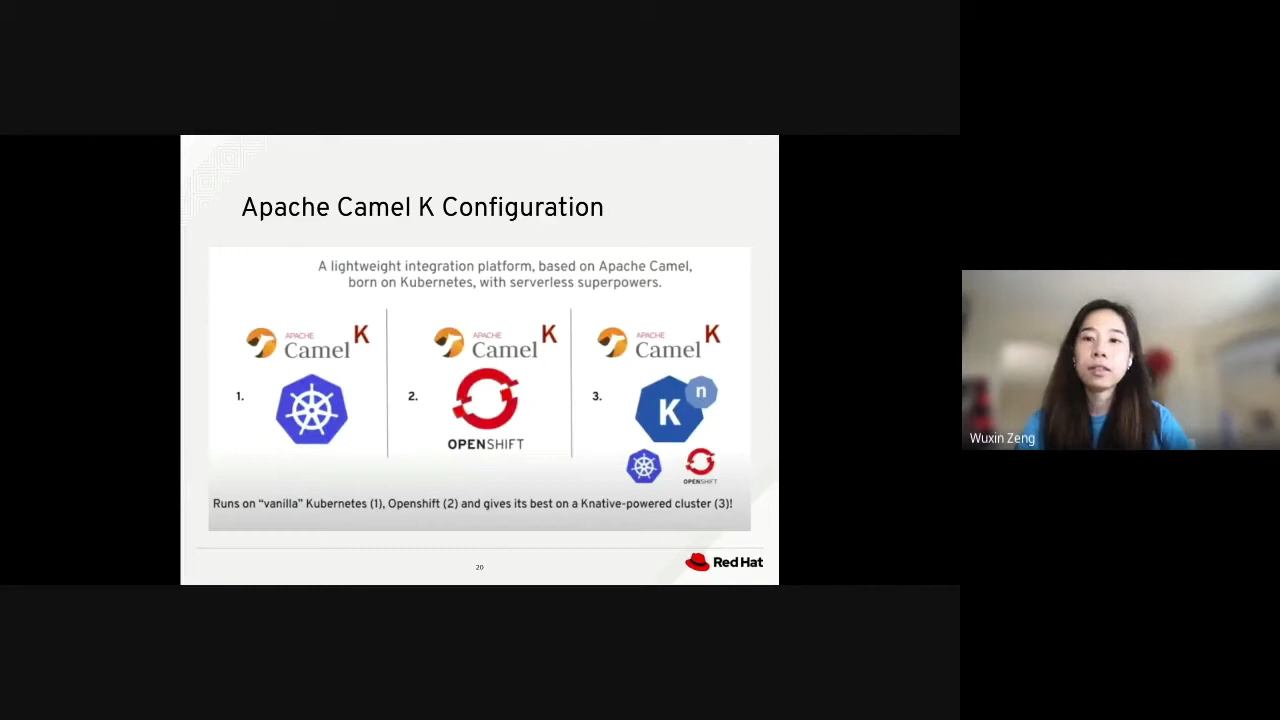 Apache Camel K Configuration
A lightweight integration platform, based on Apache Camel,
born on Kubernetes, with serverless superpowers.
APACHE
Camel K
APACHE
Camel K
APACHE
Camel K
1.
2.
OPENSHIFT
3.
K
n
OPENSHIFT
Runs on “vanilla” Kubernetes (1), Openshift (2) and gives its best on a Knative-powered cluster (3)!
20
Red Hat
Wuxin Zeng